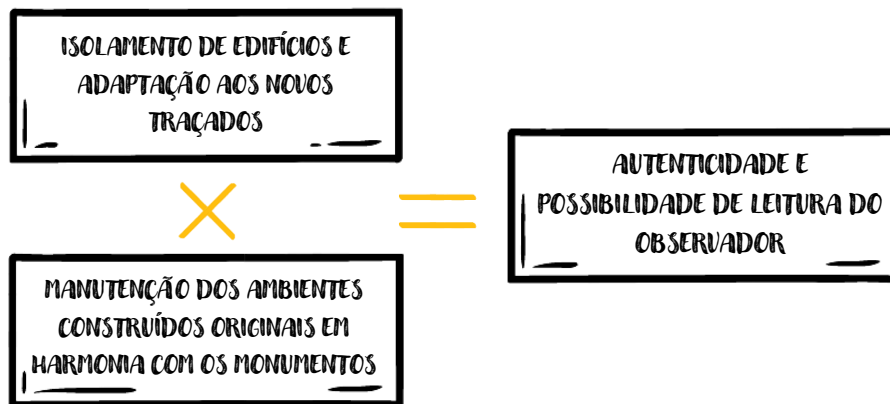 ISOLAMENTO DE EDIFÍCIOS E
ADAPTAÇÃO AOS NOVOS
TRAÇADOS
×
MANUTENÇÃO DOS AMBIENTES
CONSTRUÍDOS ORIGINAIS EM
HARMONIA COM OS MONUMENTOS
=
AUTENTICIDADE E
POSSIBILIDADE DE LEITURA DO
OBSERVADOR